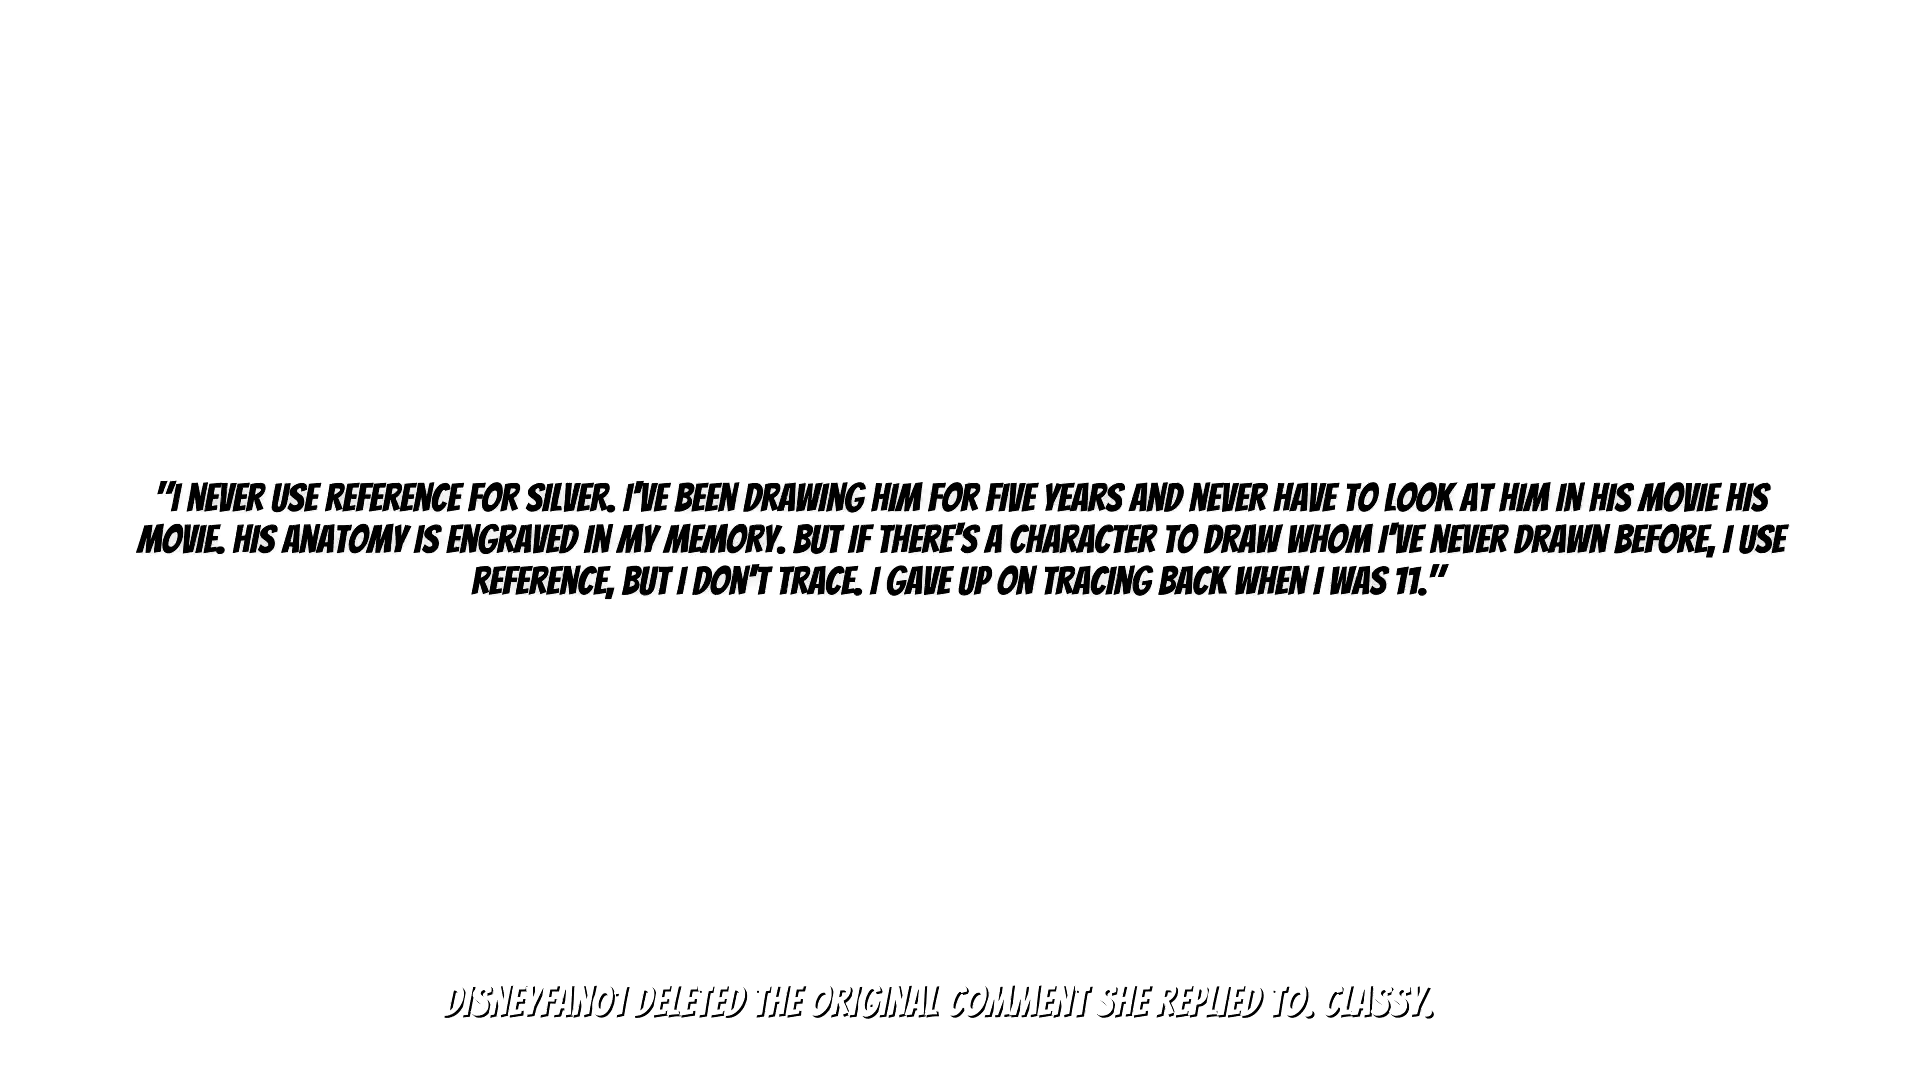 "I NEVER USE REFERENCE FOR SILVER. I'VE BEEN DRAWING HIM FOR FIVE YEARS AND NEVER HAVE TO LOOK AT HIM IN HIS MOVIE HIS
MOVIE. HIS ANATOMY IS ENGRAVED IN MY MEMORY. BUT IF THERE'S A CHARACTER TO DRAW WHOM I'VE NEVER DRAWN BEFORE, I USE
REFERENCE, BUT I DON'T TRACE. I GAVE UP ON TRACING BACK WHEN I WAS 11."
DISNEYFAN01 DELETED THE ORIGINAL COMMENT SHE REPLIED TO. CLASSY.